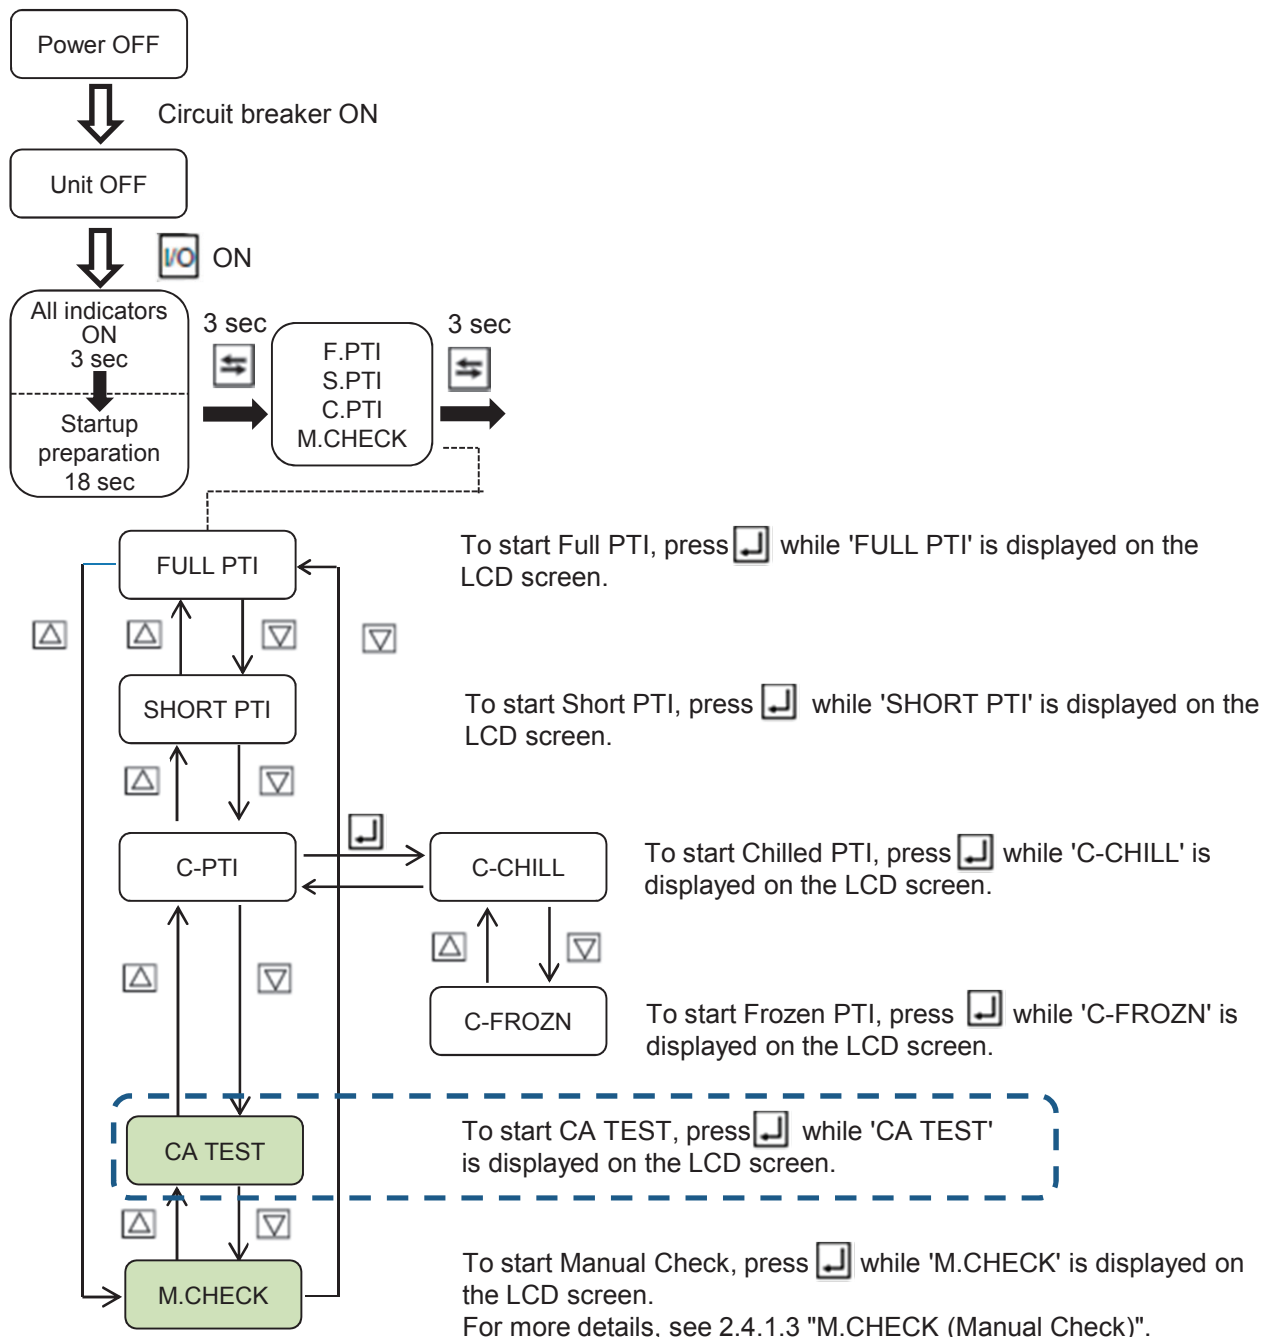 Power OFF
Circuit breaker ON
Unit OFF
I/O ON
All indicators
ON
3 sec
Startup
preparation
18 sec
3 sec
F.PTI
S.PTI
C.PTI
M.CHECK
3 sec
FULL PTI
To start Full PTI, press while 'FULL PTI' is displayed on the
LCD screen.
SHORT PTI
To start Short PTI, press while 'SHORT PTI' is displayed on the
LCD screen.
C-PTI
C-CHILL
To start Chilled PTI, press while 'C-CHILL' is
displayed on the LCD screen.
C-FROZN
To start Frozen PTI, press while 'C-FROZN' is
displayed on the LCD screen.
CA TEST
To start CA TEST, press while 'CA TEST'
is displayed on the LCD screen.
M.CHECK
To start Manual Check, press while 'M.CHECK' is displayed on
the LCD screen.
For more details, see 2.4.1.3 "M.CHECK (Manual Check)".